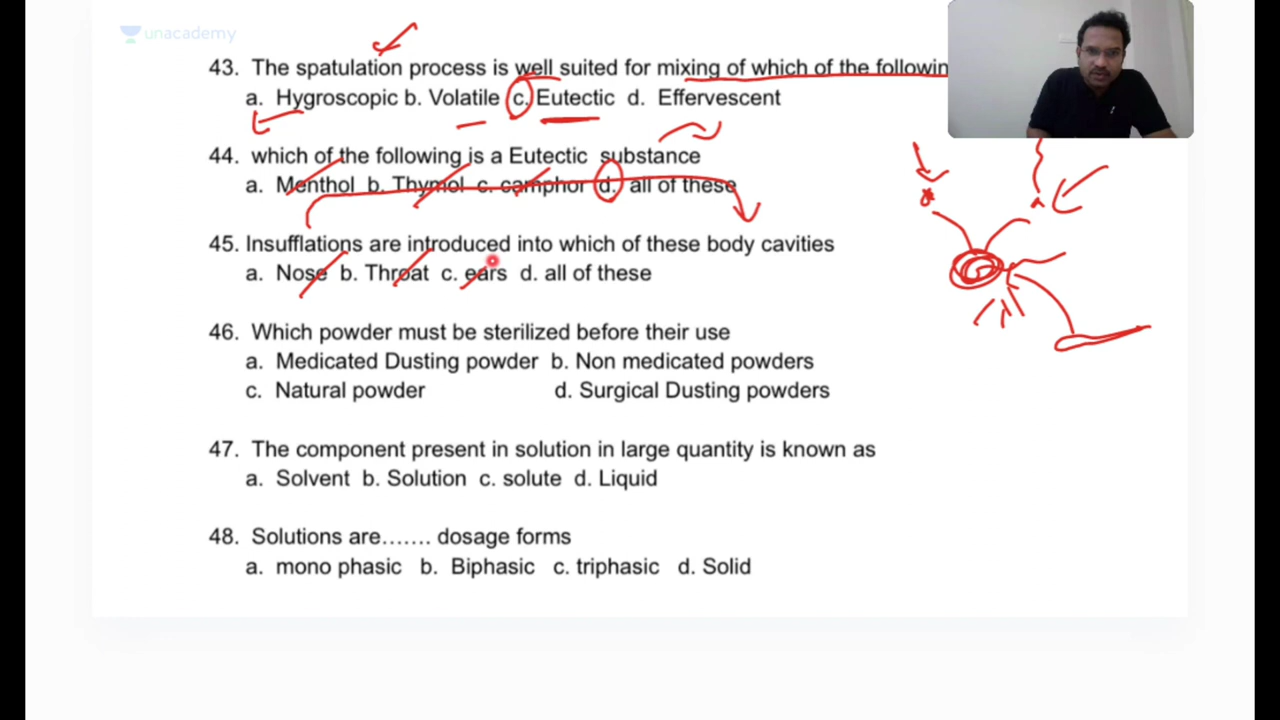 unacademy
43. The spatulation process is well suited for mixing of which of the followin
a. Hygroscopic b. Volatile c. Eutectic d. Effervescent
44. which of the following is a Eutectic substance
a. Menthol b. Thymol c. camphor d. all of these
45. Insufflations are introduced into which of these body cavities
a. Nose b. Throat c. ears d. all of these
46. Which powder must be sterilized before their use
a. Medicated Dusting powder b. Non medicated powders
c. Natural powder d. Surgical Dusting powders
47. The component present in solution in large quantity is known as
a. Solvent b. Solution c. solute d. Liquid
48. Solutions are....... dosage forms
a. mono phasic b. Biphasic c. triphasic d. Solid